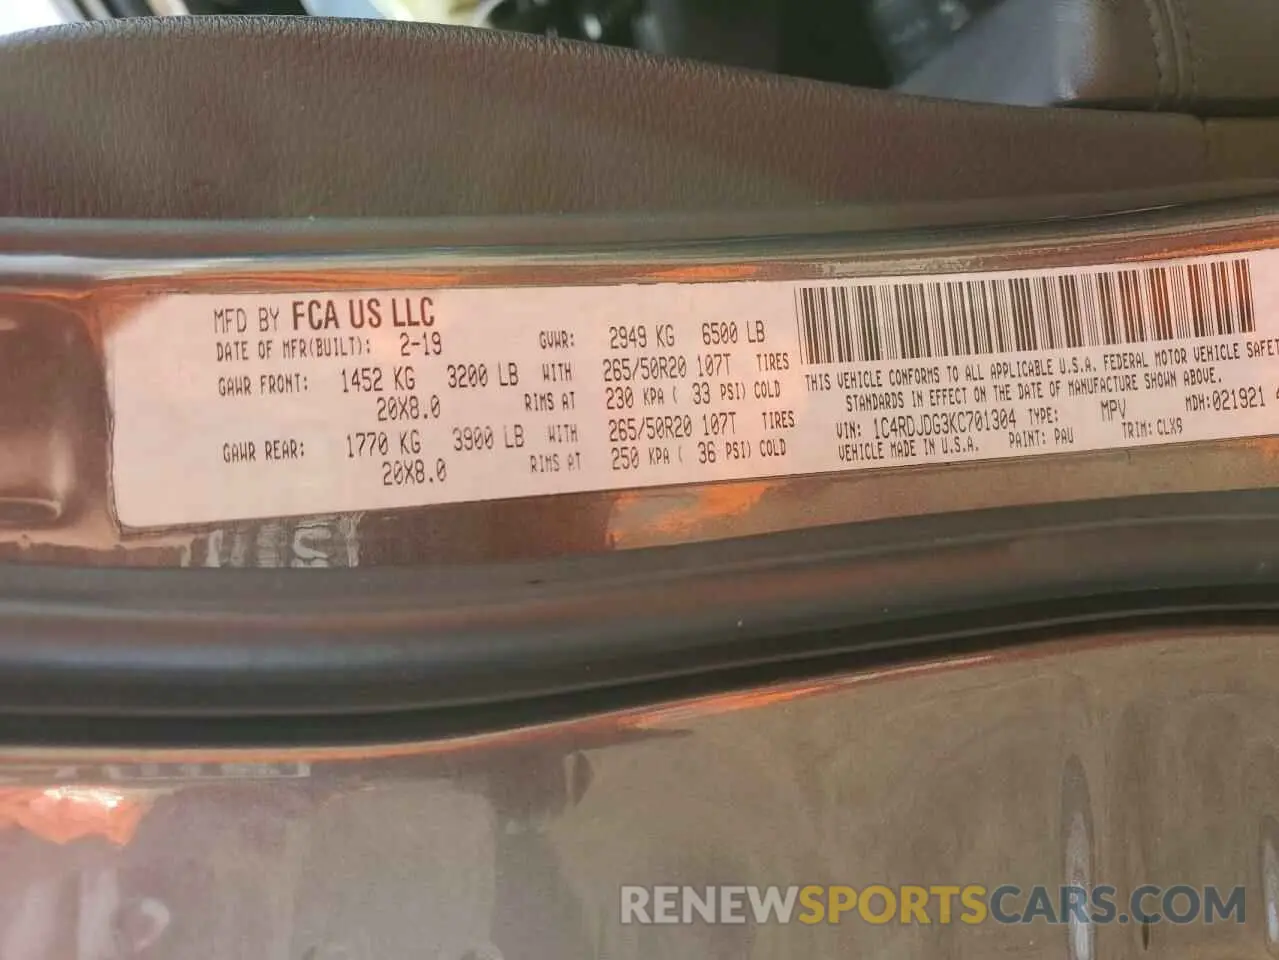 MFD BY FCA US LLC
DATE OF MFR(BUILT): 2-19 GVWR: 2949 KG 6500 LB
GAWR FRONT: 1452 KG 3200 LB WITH 265/50R20 107T TIRES
20X8.0 RIMS AT 230 KPA ( 33 PSI) COLD
GAWR REAR: 1770 KG 3900 LB WITH 265/50R20 107T TIRES
20X8.0 RIMS AT 250 KPA ( 36 PSI) COLD
THIS VEHICLE CONFORMS TO ALL APPLICABLE U.S.A. FEDERAL MOTOR VEHICLE SAFET
STANDARDS IN EFFECT ON THE DATE OF MANUFACTURE SHOWN ABOVE.
VIN: 1C4RDJDG3KC701304 TYPE: MPV MDH:021921
VEHICLE MADE IN U.S.A. PAINT: PAU TRIM: CLX9
RENEWSPORTSCARS.COM